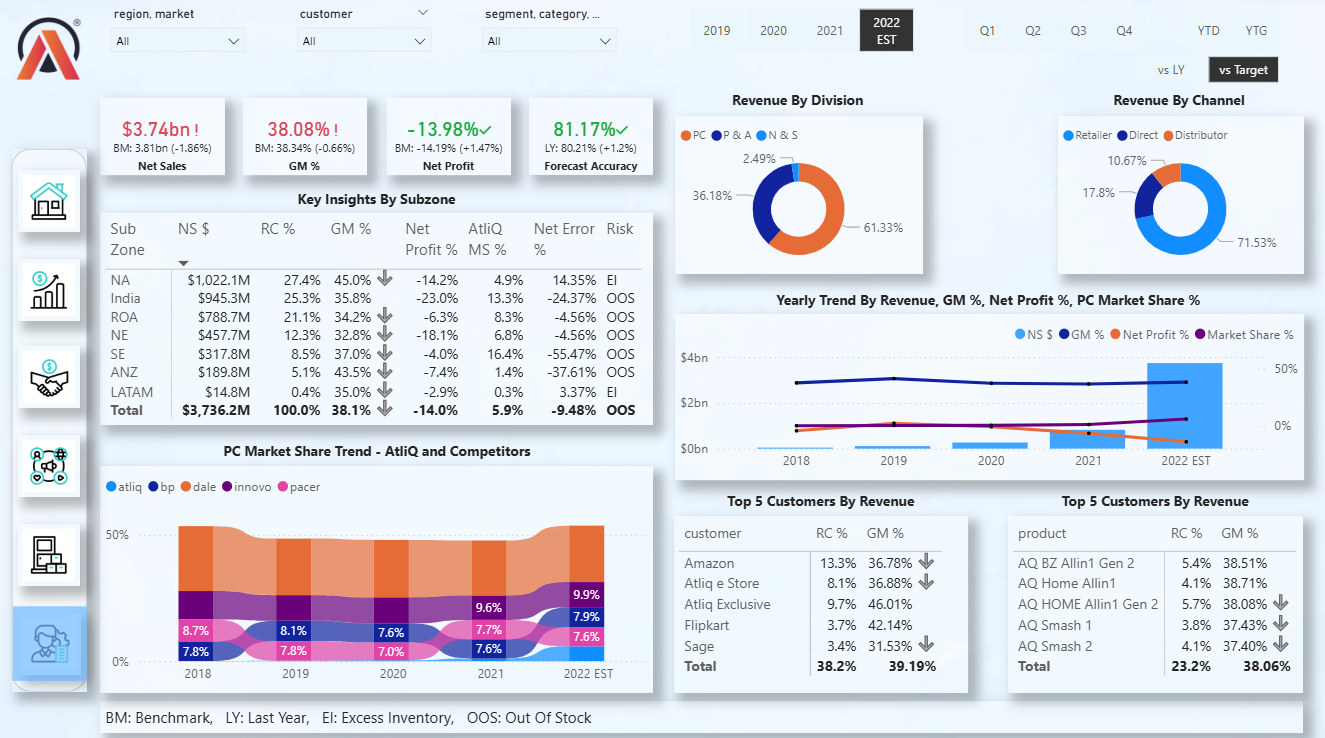 region, market
customer
segment, category, ...
All
All
All
2019 2020 2021 2022 EST
Q1 Q2 Q3 Q4
YTD YTG
vs LY vs Target
®
$3.74bn !
BM: 3.81bn (-1.86%)
Net Sales
38.08% !
BM: 38.34% (-0.66%)
GM %
-13.98%✓
BM: -14.19% (+1.47%)
Net Profit
81.17%✓
LY: 80.21% (+1.2%)
Forecast Accuracy
Key Insights By Subzone
Sub Zone NS $ RC % GM % Net Profit % AtliQ MS % Net Error % Risk
NA $1,022.1M 27.4% 45.0% -14.2% 4.9% 14.35% EI
India $945.3M 25.3% 35.8% -23.0% 13.3% -24.37% OOS
ROA $788.7M 21.1% 34.2% -6.3% 8.3% -4.56% OOS
NE $457.7M 12.3% 32.8% -18.1% 6.8% -4.56% OOS
SE $317.8M 8.5% 37.0% -4.0% 16.4% -55.47% OOS
ANZ $189.8M 5.1% 43.5% -7.4% 1.4% -37.61% OOS
LATAM $14.8M 0.4% 35.0% -2.9% 0.3% 3.37% EI
Total $3,736.2M 100.0% 38.1% -14.0% 5.9% -9.48% OOS
Revenue By Division
PC P & A N & S
2.49%
36.18%
61.33%
Revenue By Channel
Retailer Direct Distributor
10.67%
17.8%
71.53%
Yearly Trend By Revenue, GM %, Net Profit %, PC Market Share %
NS $ GM % Net Profit % Market Share %
$4bn
$2bn
$0bn
50%
0%
2018 2019 2020 2021 2022 EST
PC Market Share Trend - AtliQ and Competitors
atliq bp dale innovo pacer
50%
0%
8.7%
7.8%
8.1%
7.8%
7.6%
7.0%
9.6%
7.7%
7.6%
9.9%
7.9%
7.6%
2018 2019 2020 2021 2022 EST
Top 5 Customers By Revenue
customer RC % GM %
Amazon 13.3% 36.78%
Atliq e Store 8.1% 36.88%
Atliq Exclusive 9.7% 46.01%
Flipkart 3.7% 42.14%
Sage 3.4% 31.53%
Total 38.2% 39.19%
Top 5 Customers By Revenue
product RC % GM %
AQ BZ Allin1 Gen 2 5.4% 38.51%
AQ Home Allin1 4.1% 38.71%
AQ HOME Allin1 Gen 2 5.7% 38.08%
AQ Smash 1 3.8% 37.43%
AQ Smash 2 4.1% 37.40%
Total 23.2% 38.06%
BM: Benchmark, LY: Last Year, EI: Excess Inventory, OOS: Out Of Stock